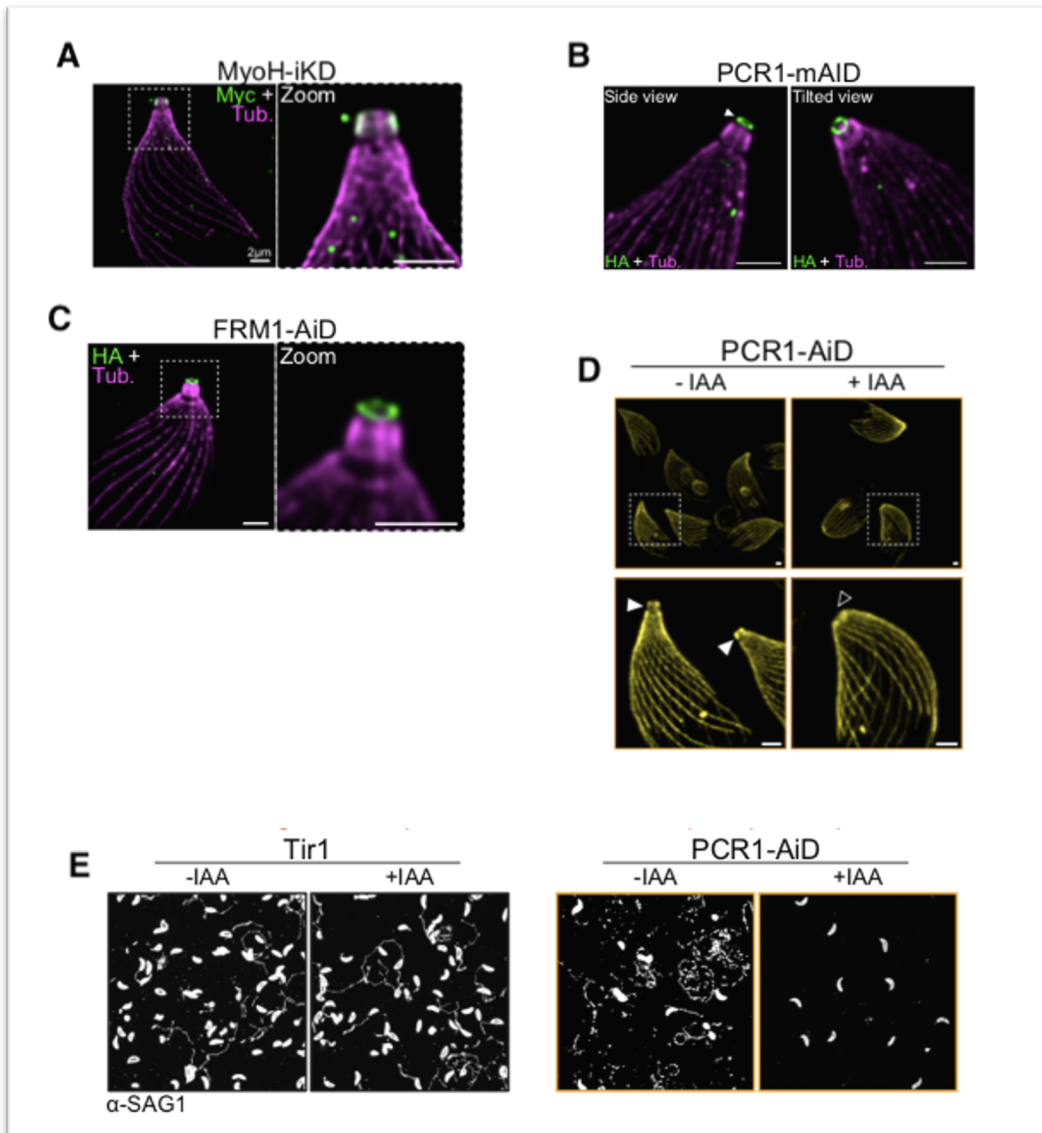 A
MyoH-iKD
Myc +
Tub.
Zoom
2µm
B
PCR1-mAID
Side view
Tilted view
HA + Tub.
HA + Tub.
C
FRM1-AiD
HA +
Tub.
Zoom
D
PCR1-AiD
- IAA
+ IAA
E
Tir1
-IAA
+IAA
PCR1-AiD
-IAA
+IAA
α-SAG1